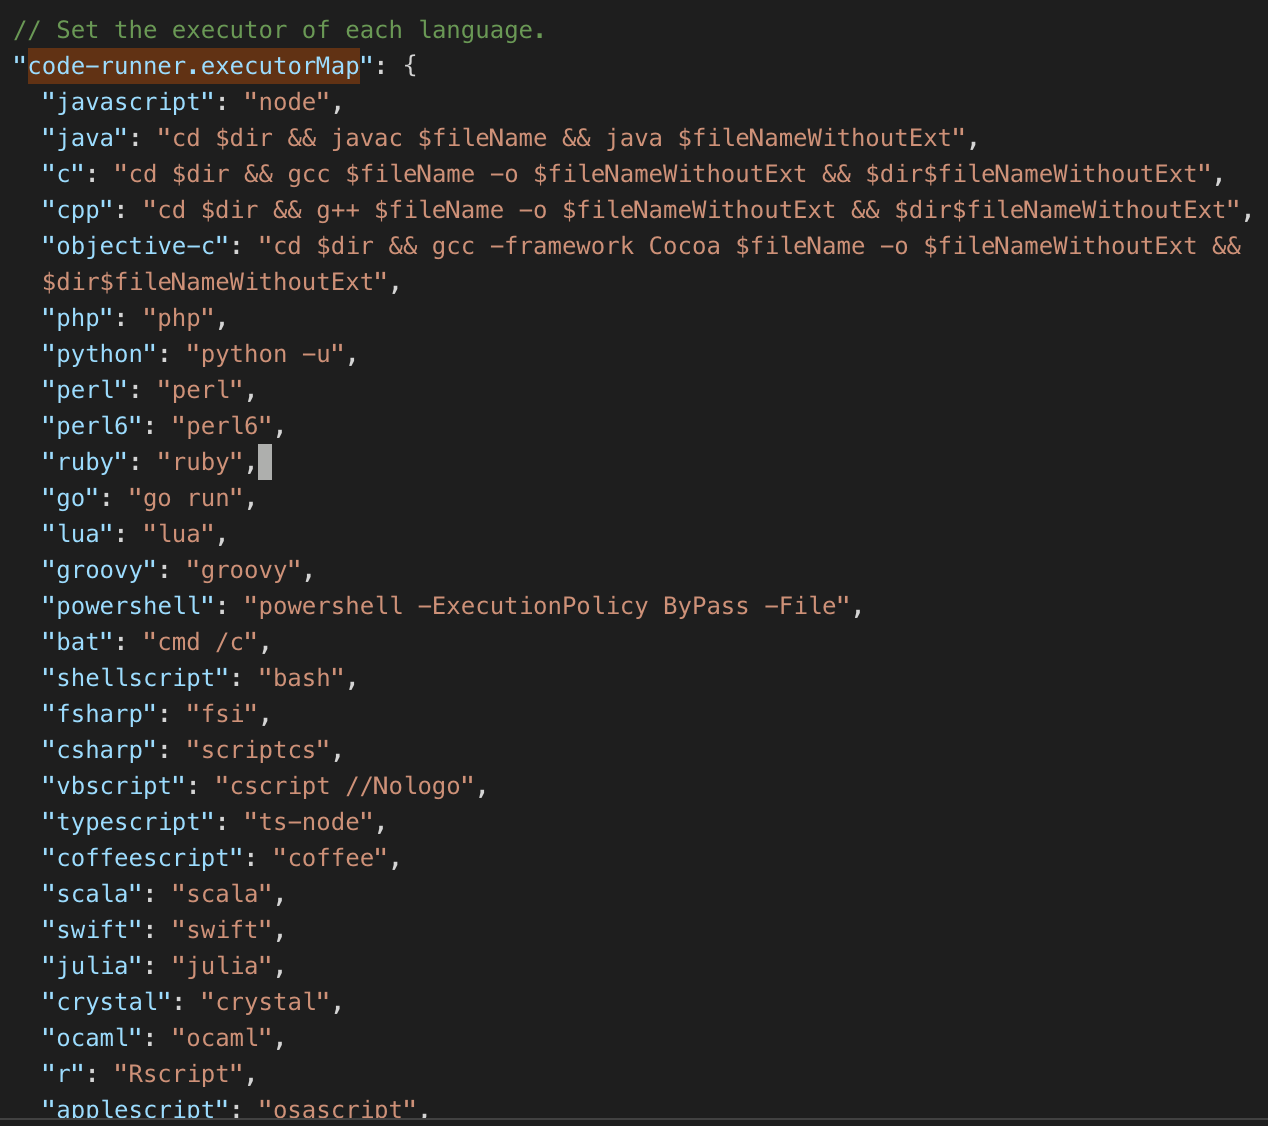 // Set the executor of each language.
"code-runner.executorMap": {
"javascript": "node",
"java": "cd $dir && javac $fileName && java $fileNameWithoutExt",
"c": "cd $dir && gcc $fileName -o $fileNameWithoutExt && $dir$fileNameWithoutExt",
"cpp": "cd $dir && g++ $fileName -o $fileNameWithoutExt && $dir$fileNameWithoutExt",
"objective-c": "cd $dir && gcc -framework Cocoa $fileName -o $fileNameWithoutExt &&
$dir$fileNameWithoutExt",
"php": "php",
"python": "python -u",
"perl": "perl",
"perl6": "perl6",
"ruby": "ruby",
"go": "go run",
"lua": "lua",
"groovy": "groovy",
"powershell": "powershell -ExecutionPolicy ByPass -File",
"bat": "cmd /c",
"shellscript": "bash",
"fsharp": "fsi",
"csharp": "scriptcs",
"vbscript": "cscript //Nologo",
"typescript": "ts-node",
"coffeescript": "coffee",
"scala": "scala",
"swift": "swift",
"julia": "julia",
"crystal": "crystal",
"ocaml": "ocaml",
"r": "Rscript",
"applescript": "osascript",